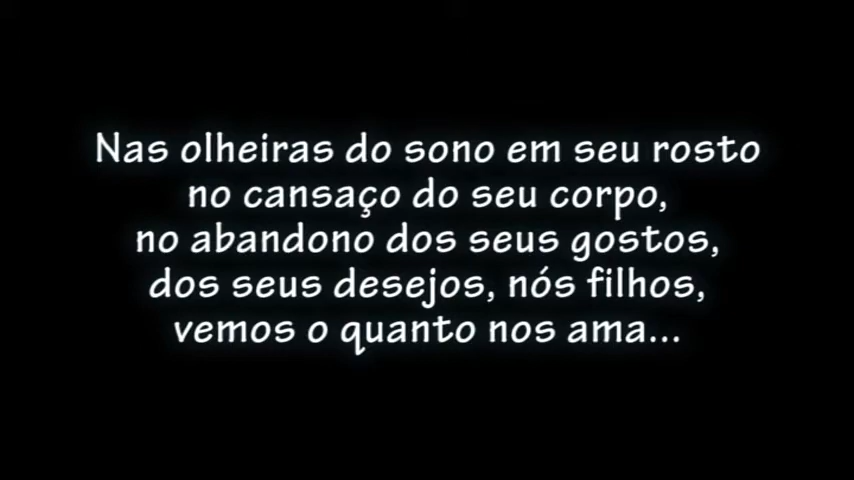 Nas olheiras do sono em seu rosto
no cansaço do seu corpo,
no abandono dos seus gostos,
dos seus desejos, nós filhos,
vemos o quanto nos ama...